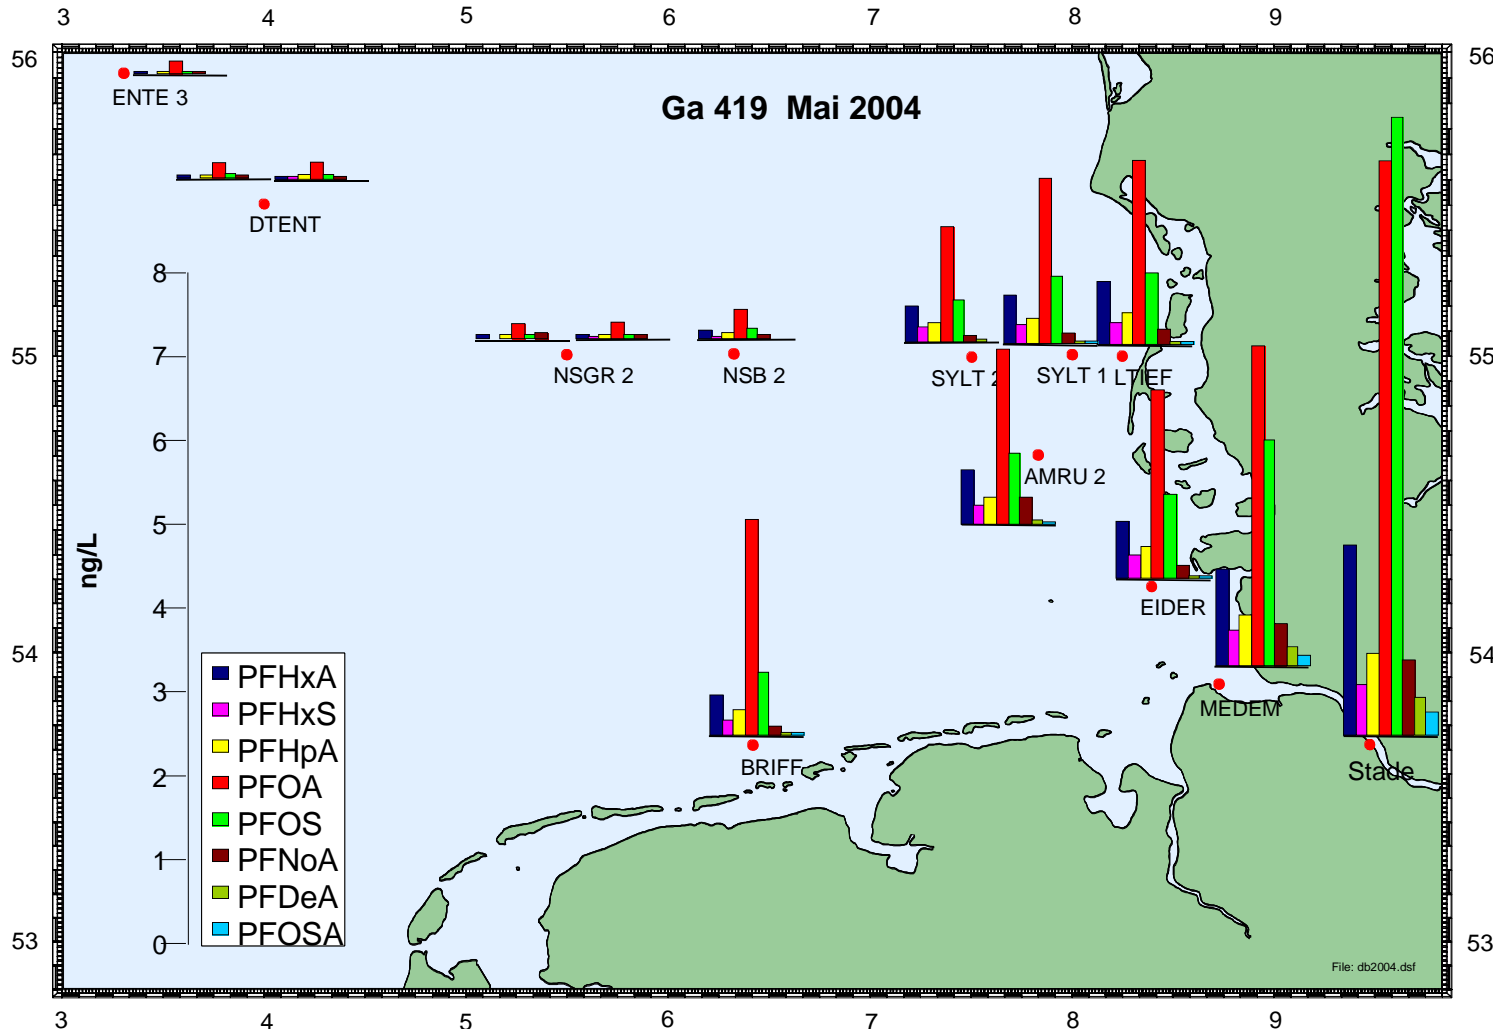 3 4 5 6 7 8 9
56 56
ENTE 3
Ga 419 Mai 2004
DTENT
8
55 7 55
NSGR 2 NSB 2 SYLT 2 SYLT 1 LTIEF
6
AMRU 2
5
ng/L
4
EIDER
54 54
PFHxA
3
MEDEM
PFHxS
PFHpA
BRIFF Stade
2
PFOA
PFOS
1
PFNoA
PFDeA
PFOSA
0
53 53
File: db2004.dsf
3 4 5 6 7 8 9